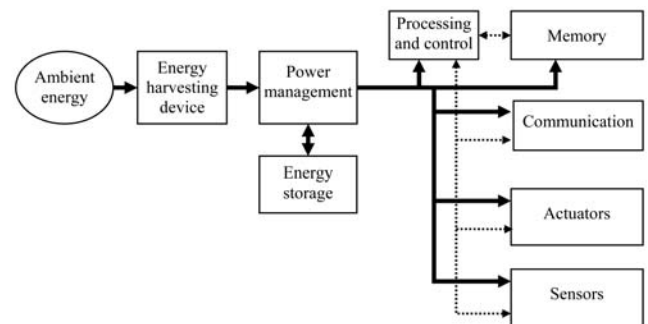 Ambient
energy
Energy
harvesting
device
Power
management
Energy
storage
Processing
and control
Memory
Communication
Actuators
Sensors